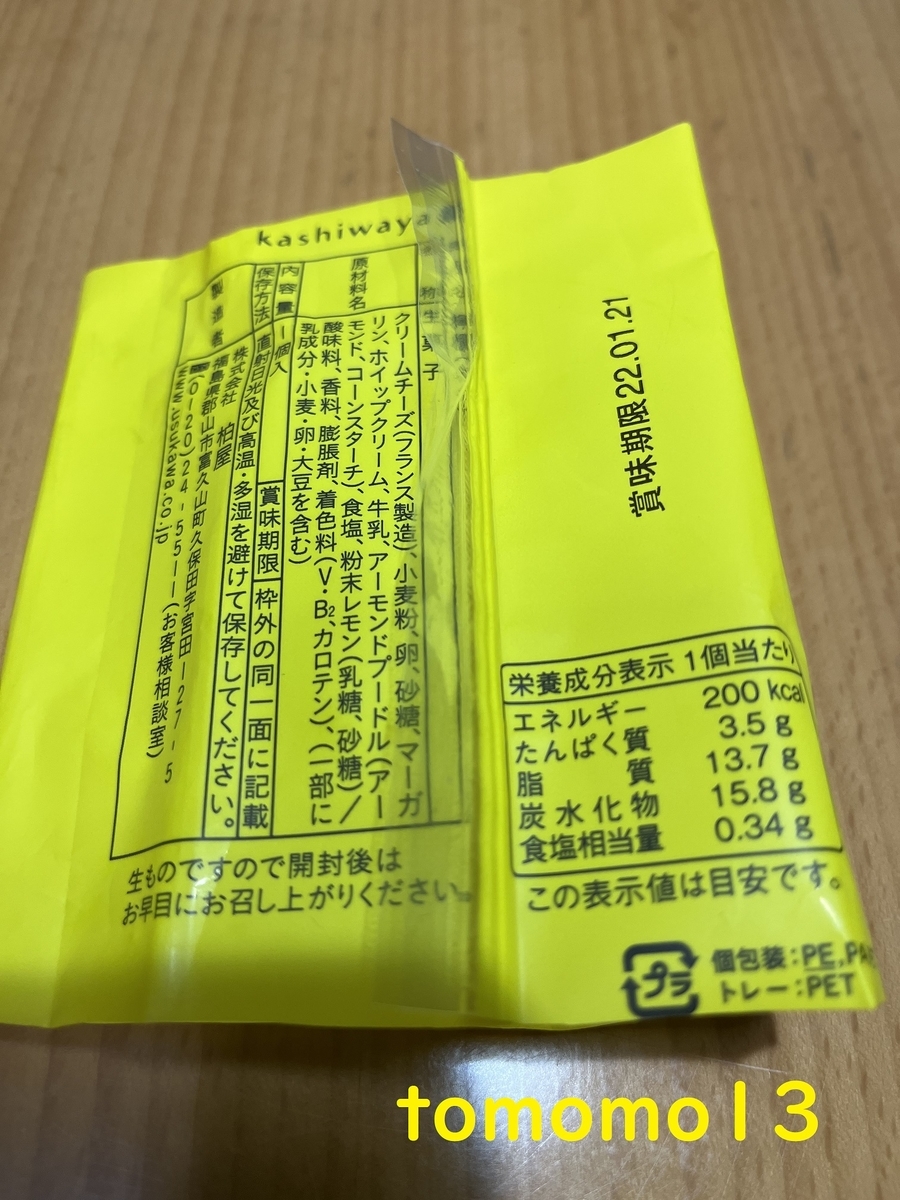 kashiwaya
称 生菓子
原材料名 クリームチーズ(フランス製造)、小麦粉、卵、砂糖、マーガ
リン、ホイップクリーム、牛乳、アーモンドプードル(アー
モンド、コーンスターチ)、食塩、粉末レモン(乳糖、砂糖)/
酸味料、香料、膨脹剤、着色料(V.B₂、カロテン)、(一部に
乳成分・小麦・卵・大豆を含む)
内容量 1個入 賞味期限 枠外の同一面に記載
保存方法 直射日光及び高温・多湿を避けて保存してください。
製造者 株式会社 柏屋
福島県郡山市富久山町久保田字宮田127-5
0120)24-5511(お客様相談室)
www.usukawa.co.jp
生ものですので開封後は
お早目にお召し上がりください。
賞味期限22.01.21
栄養成分表示 1個当たり
エネルギー 200 kcal
たんぱく質 3.5 g
脂質 13.7 g
炭水化物 15.8 g
食塩相当量 0.34 g
この表示値は目安です。
プラ
個包装:PE,PA
トレー:PET
tomomo13